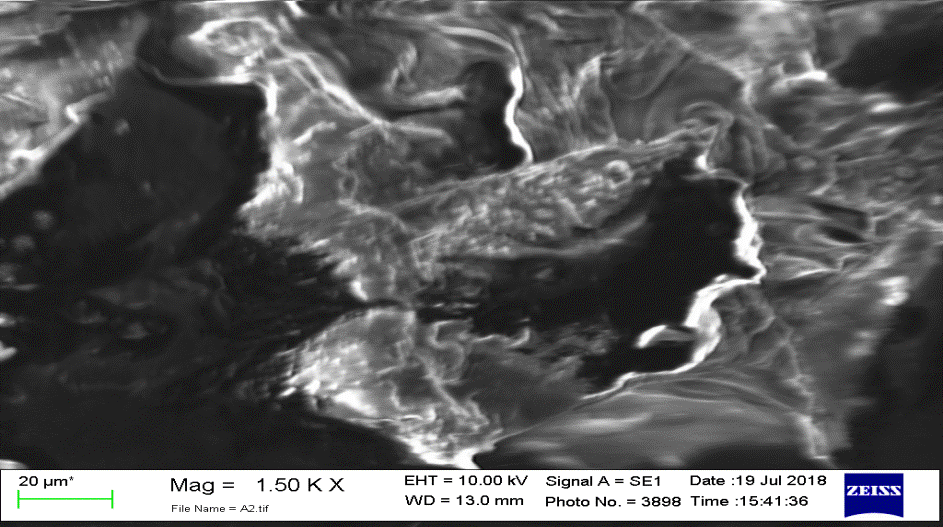 20 µm*
Mag = 1.50 K X
File Name = A2.tif
EHT = 10.00 kV
WD = 13.0 mm
Signal A = SE1
Photo No. = 3898
Date :19 Jul 2018
Time :15:41:36
ZEISS